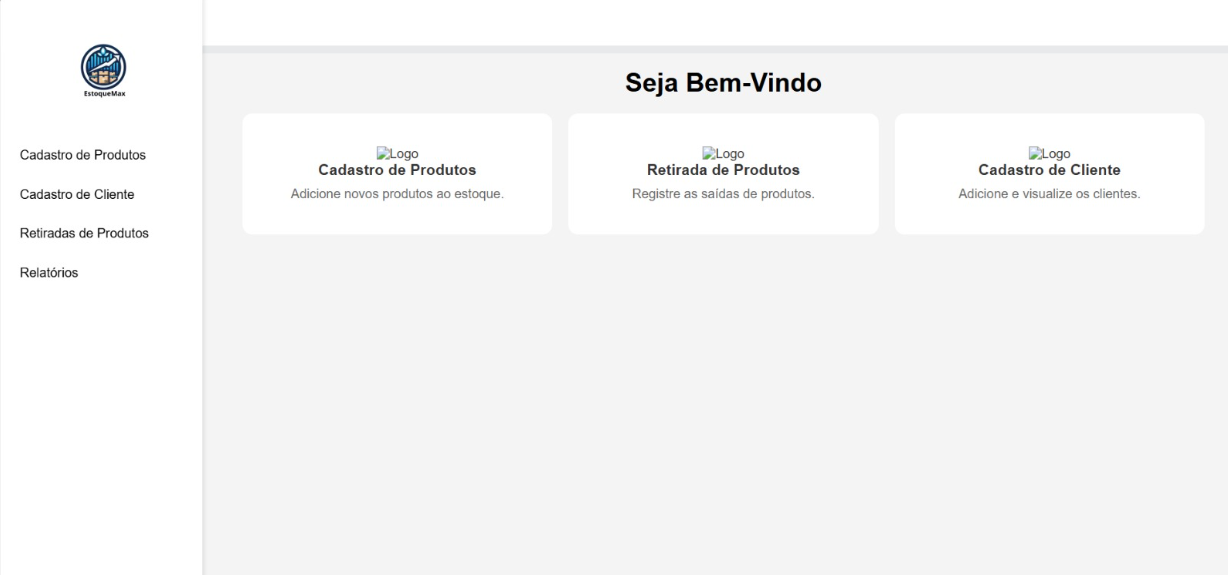 EstoqueMax
Cadastro de Produtos
Cadastro de Cliente
Retiradas de Produtos
Relatórios
Seja Bem-Vindo
Logo
Cadastro de Produtos
Adicione novos produtos ao estoque.
Logo
Retirada de Produtos
Registre as saídas de produtos.
Logo
Cadastro de Cliente
Adicione e visualize os clientes.